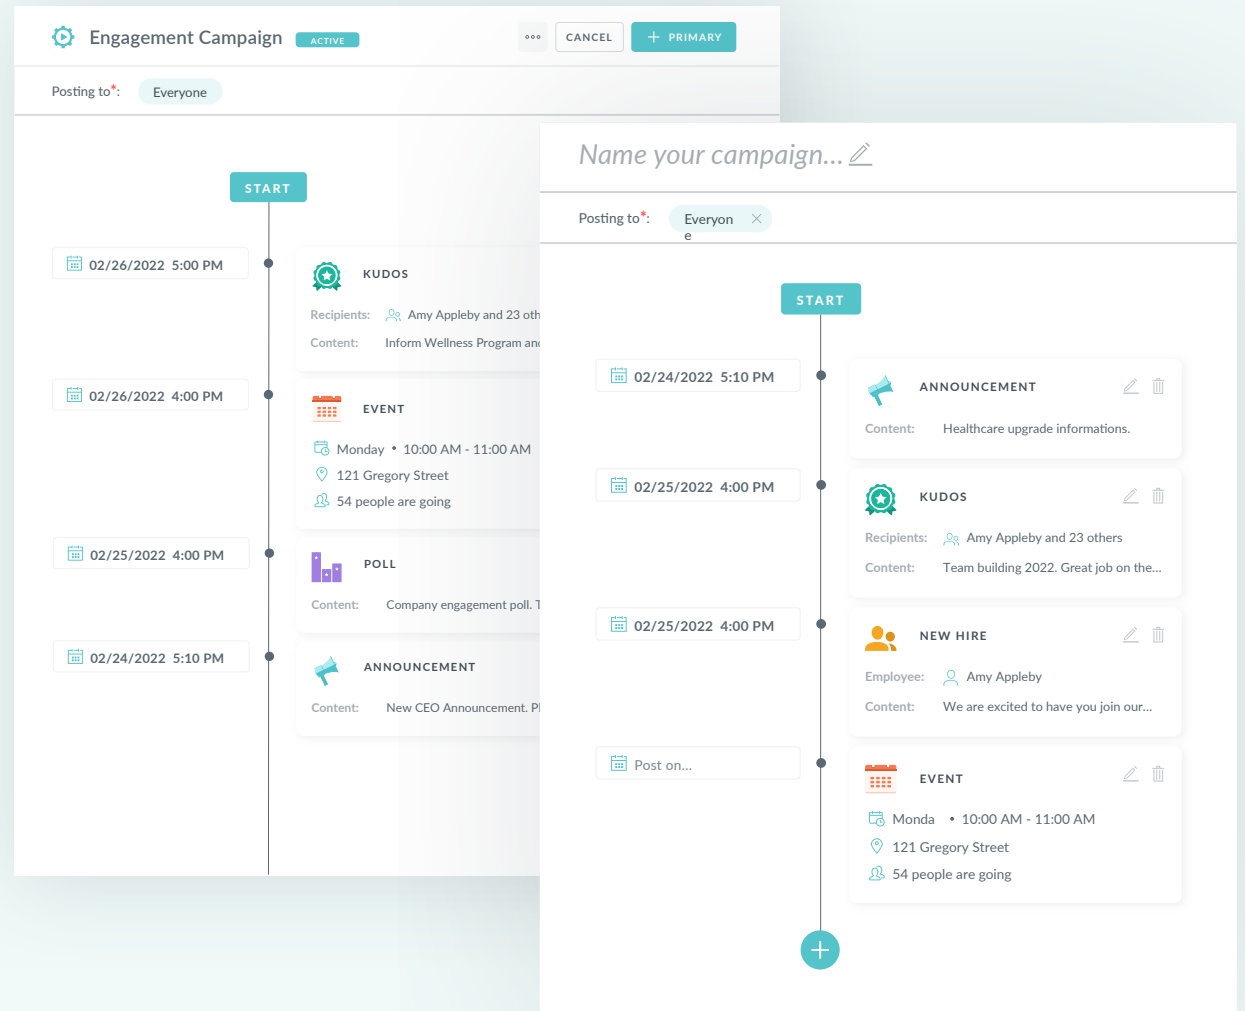 Engagement Campaign
ACTIVE
CANCEL
PRIMARY
Posting to*:
Everyone
START
02/26/2022 5:00 PM
KUDOS
Recipients: Amy Appleby and 23 oth
Content: Inform Wellness Program
02/26/2022 4:00 PM
EVENT
Monday • 10:00 AM - 11:00 AM
121 Gregory Street
54 people are going
02/25/2022 4:00 PM
POLL
Content: Company engagement poll. T
02/24/2022 5:10 PM
ANNOUNCEMENT
Content: New CEO Announcement. Pl
Name your campaign...
Posting to*:
Everyon
e
START
02/24/2022 5:10 PM
ANNOUNCEMENT
Content: Healthcare upgrade informations.
02/25/2022 4:00 PM
KUDOS
Recipients: Amy Appleby and 23 others
Content: Team building 2022. Great job on the...
02/25/2022 4:00 PM
NEW HIRE
Employee: Amy Appleby
Content: We are excited to have you join our...
Post on...
EVENT
Monda • 10:00 AM - 11:00 AM
121 Gregory Street
54 people are going